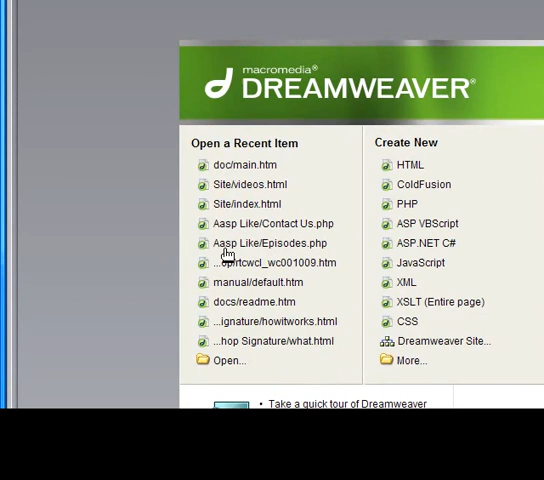 macromedia®
DREAMWEAVER®
Open a Recent Item
doc/main.htm
Site/videos.html
Site/index.html
Aasp Like/Contact Us.php
Aasp Like/Episodes.php
rtcwcl_wc001009.htm
manual/default.htm
docs/readme.htm
...ignature/howitworks.html
...hop Signature/what.html
Open...
Create New
HTML
ColdFusion
PHP
ASP VBScript
ASP.NET C#
JavaScript
XML
XSLT (Entire page)
CSS
Dreamweaver Site...
More...
• Take a quick tour of Dreamweaver